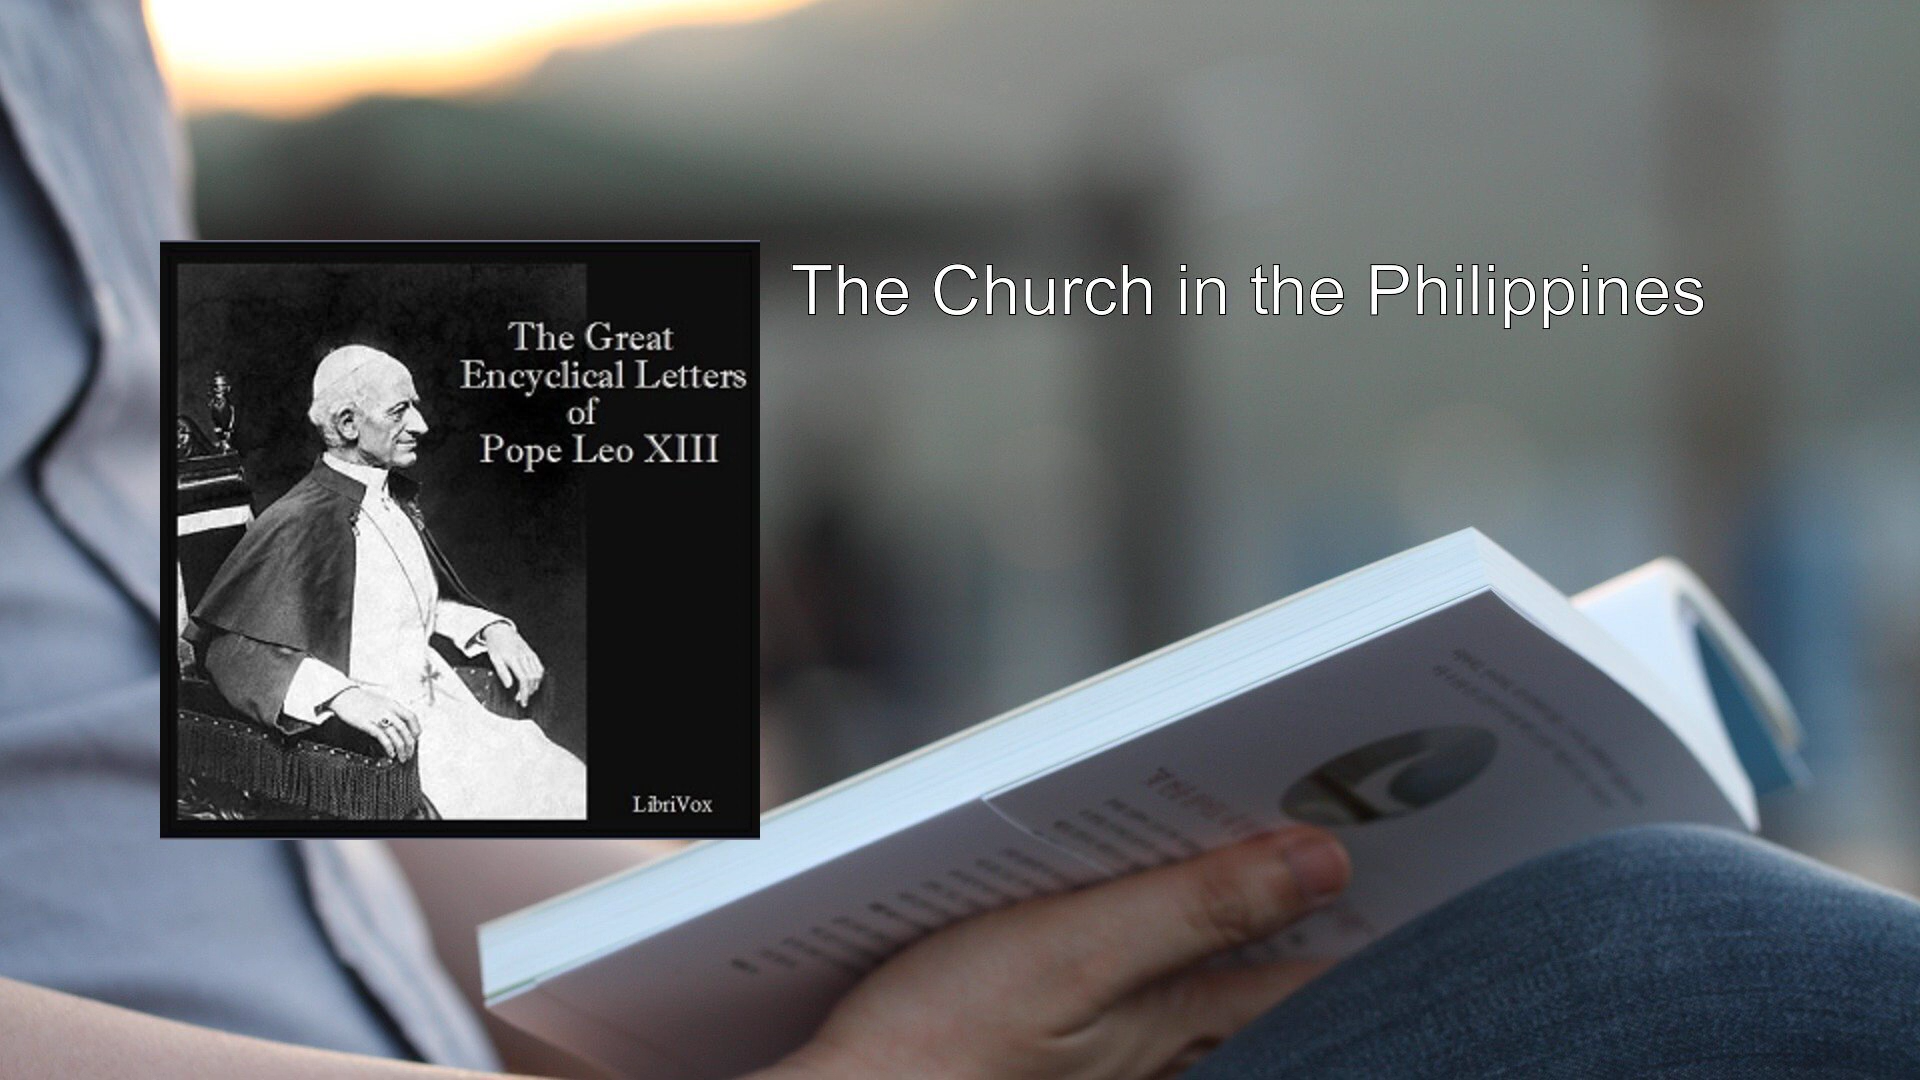 The Great
Encyclical Letters
of
Pope Leo XIII
LibriVox
The Church in the Philippines